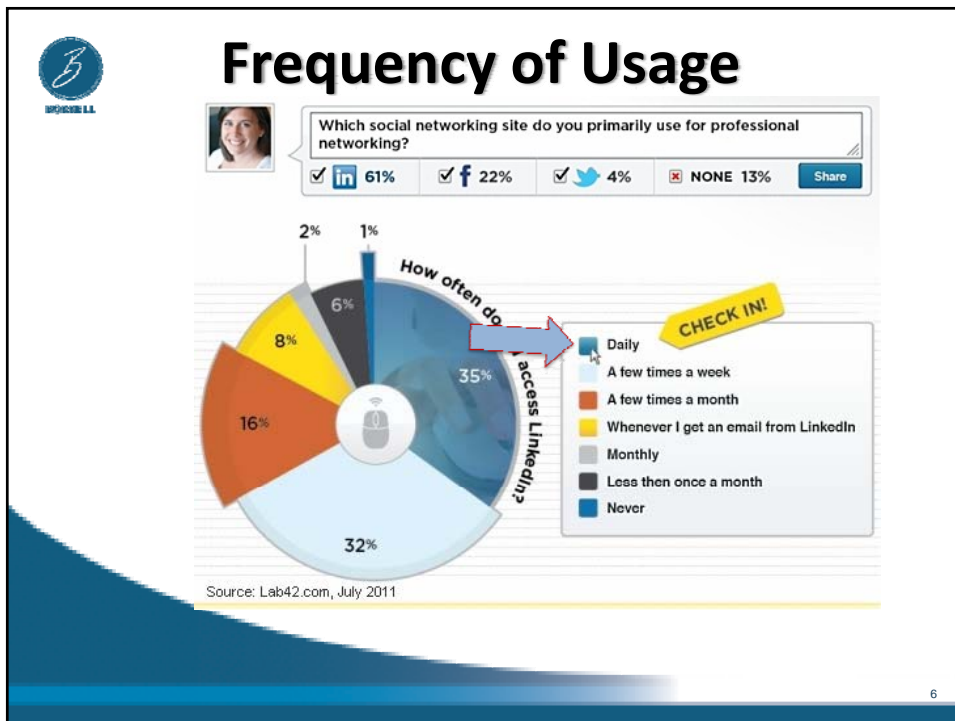 Frequency of Usage
Which social networking site do you primarily use for professional
networking?
in 61% f 22% 4% NONE 13% Share
2% 1%
6%
8%
16%
35%
32%
How often do access LinkedIn?
CHECK IN!
Daily
A few times a week
A few times a month
Whenever I get an email from LinkedIn
Monthly
Less then once a month
Never
Source: Lab42.com, July 2011
6